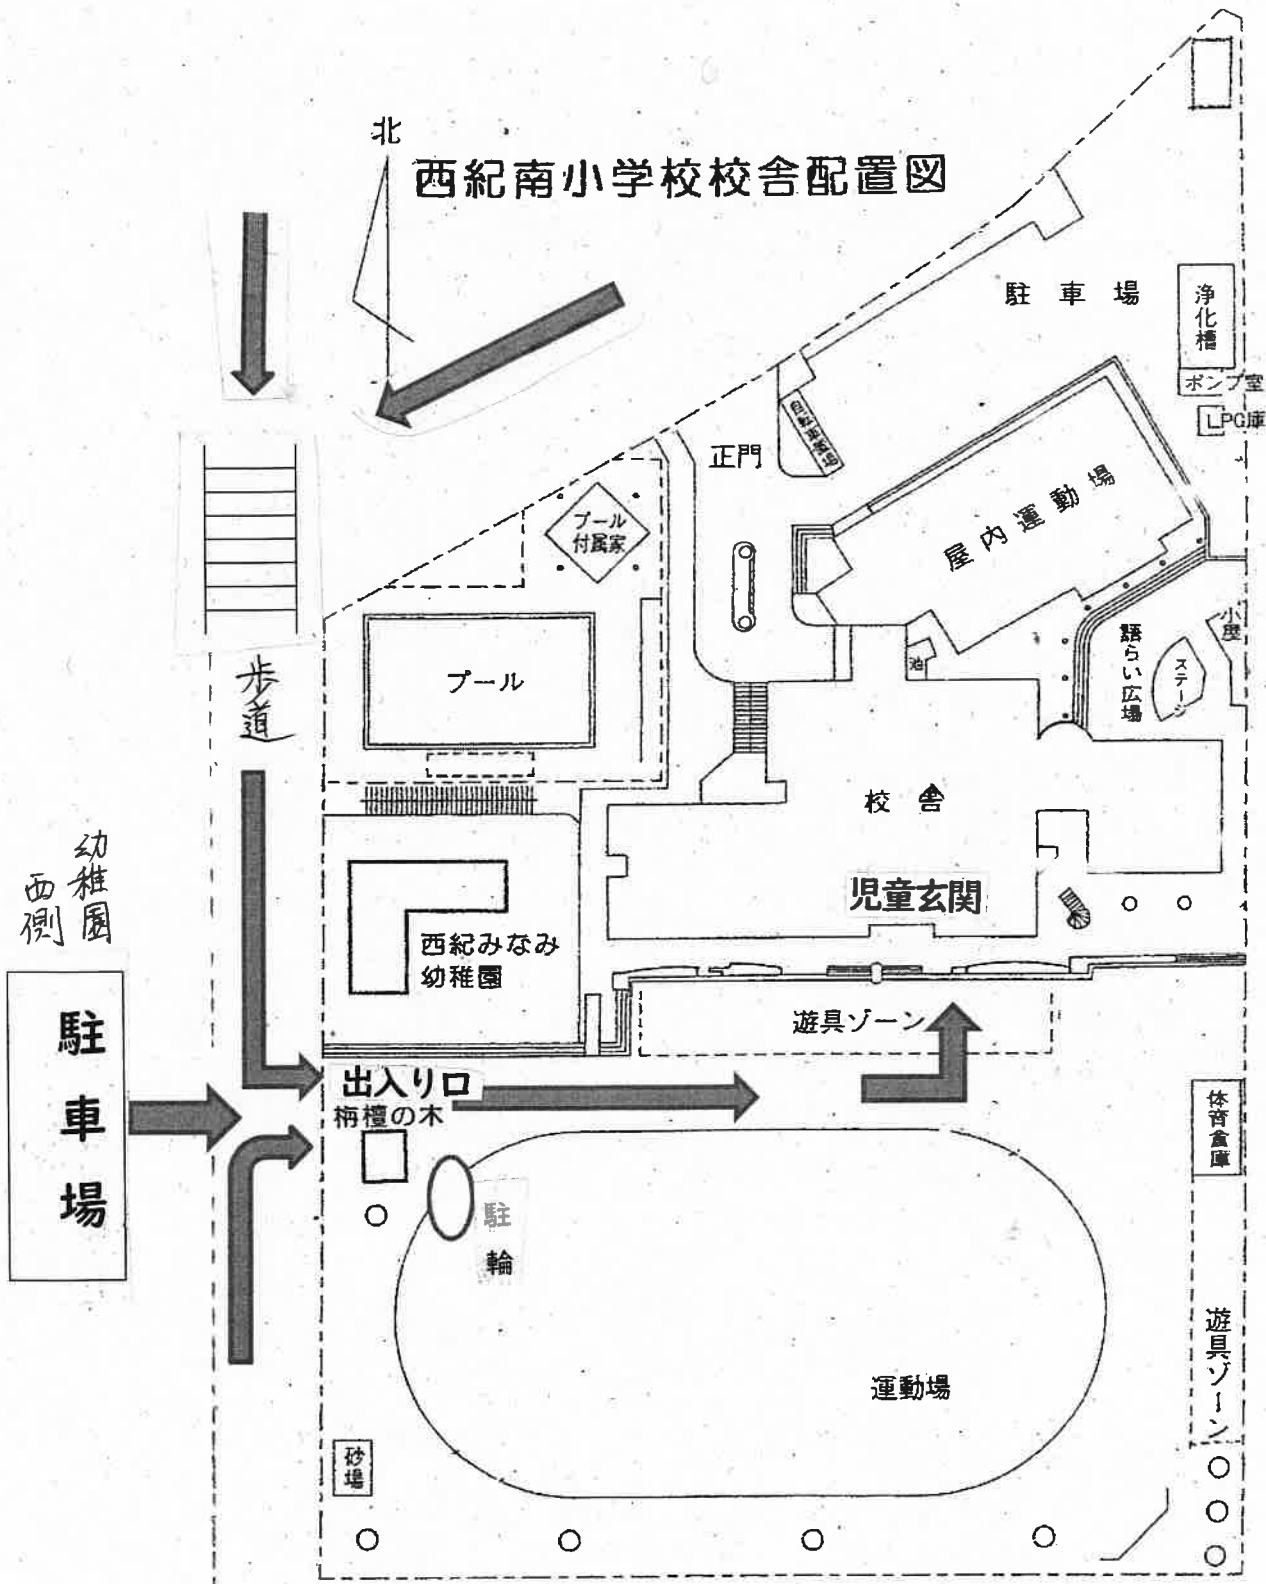 北
西紀南小学校校舎配置図
駐車場
浄化槽
ポンプ室
LPG庫
正門
屋内運動場
プール
付属家
プール
歩道
油
小屋
語らい広場
ステージ
校舎
児童玄関
幼稚園
西側
西紀みなみ
幼稚園
駐車場
遊具ゾーン
出入り口
栴檀の木
体育倉庫
駐輪
運動場
遊具ゾーン
砂場